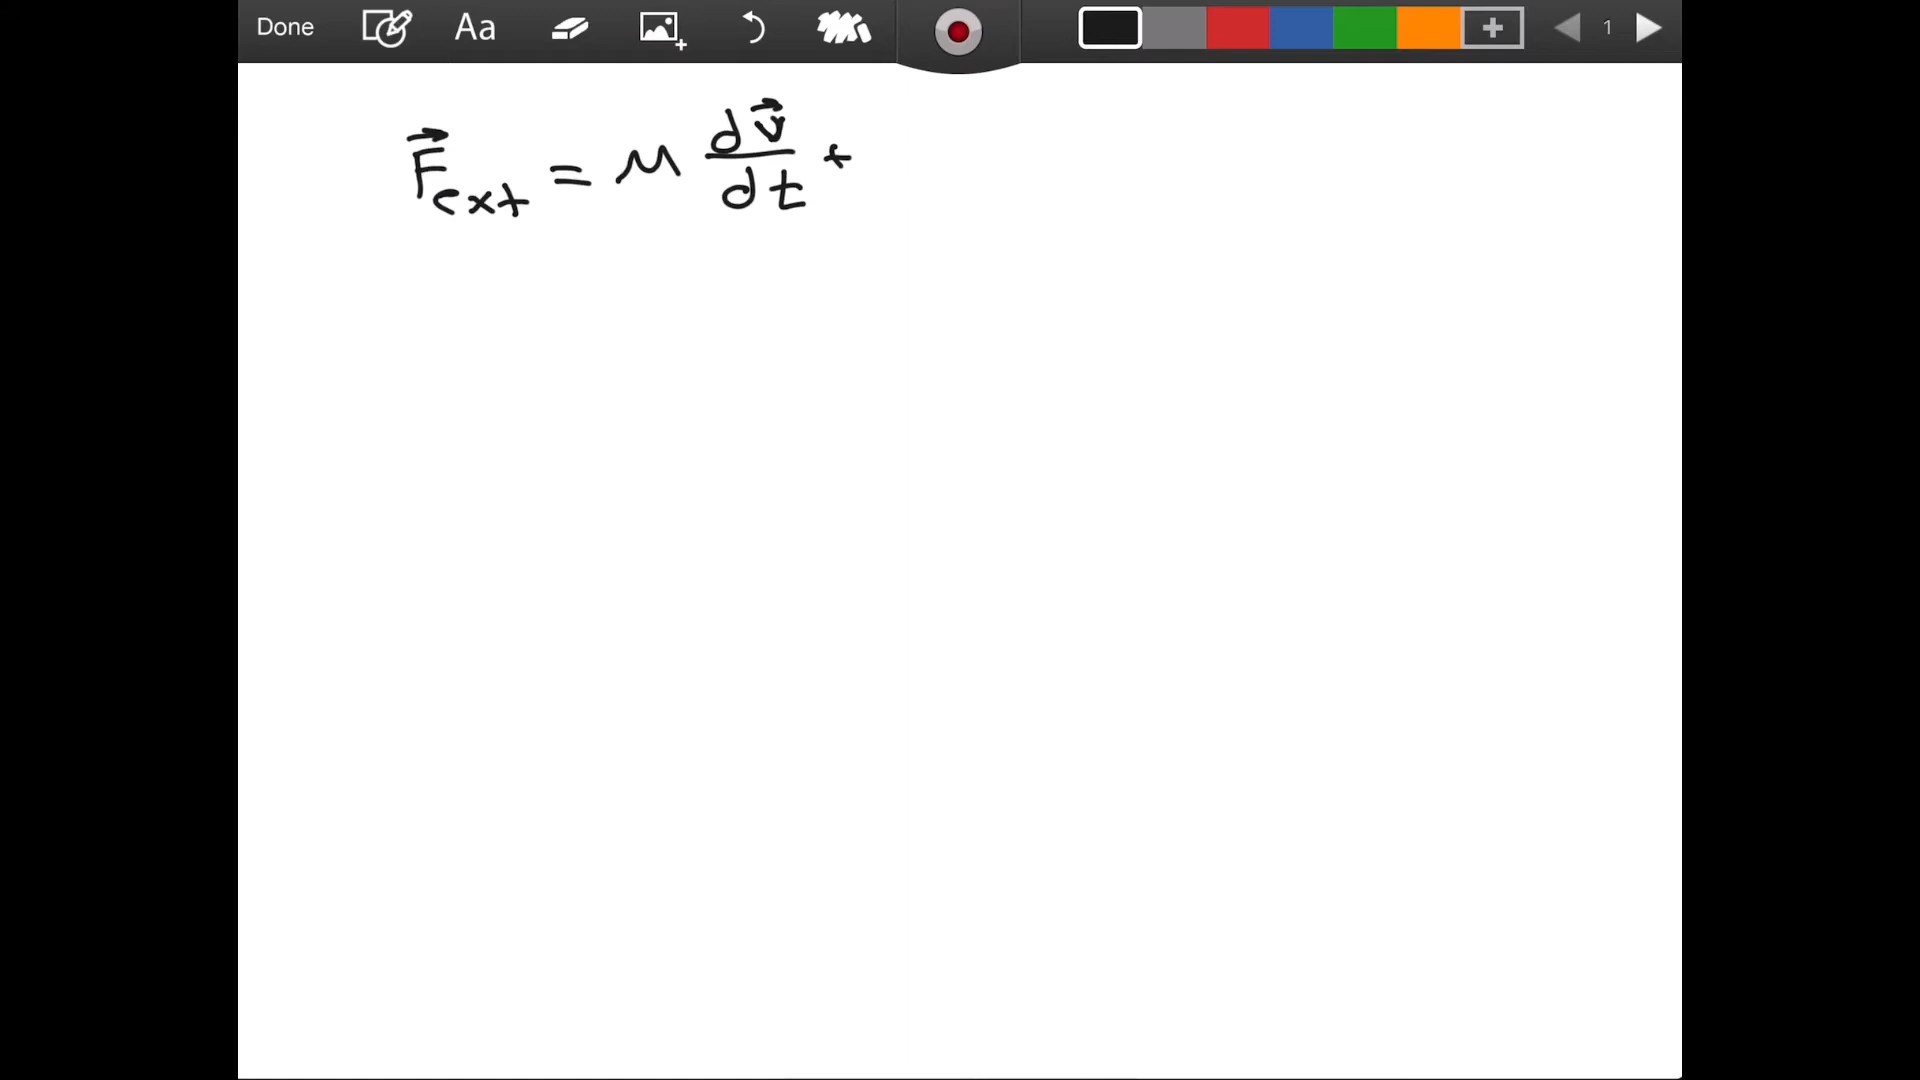 Done Aa 1
F⃗ext = M dv⃗/dt +